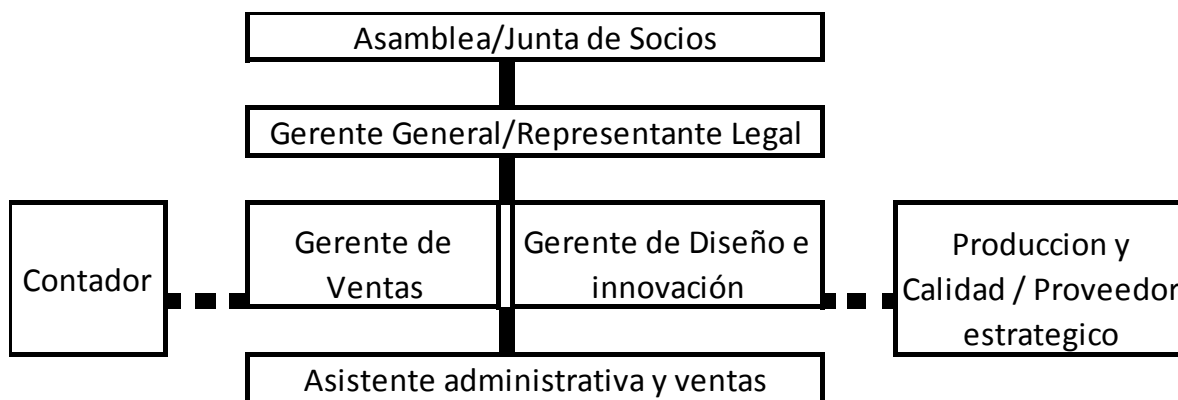 Asamblea/Junta de Socios
Gerente General/Representante Legal
Contador
Gerente de
Ventas
Gerente de Diseño e
innovación
Produccion y
Calidad / Proveedor
estrategico
Asistente administrativa y ventas